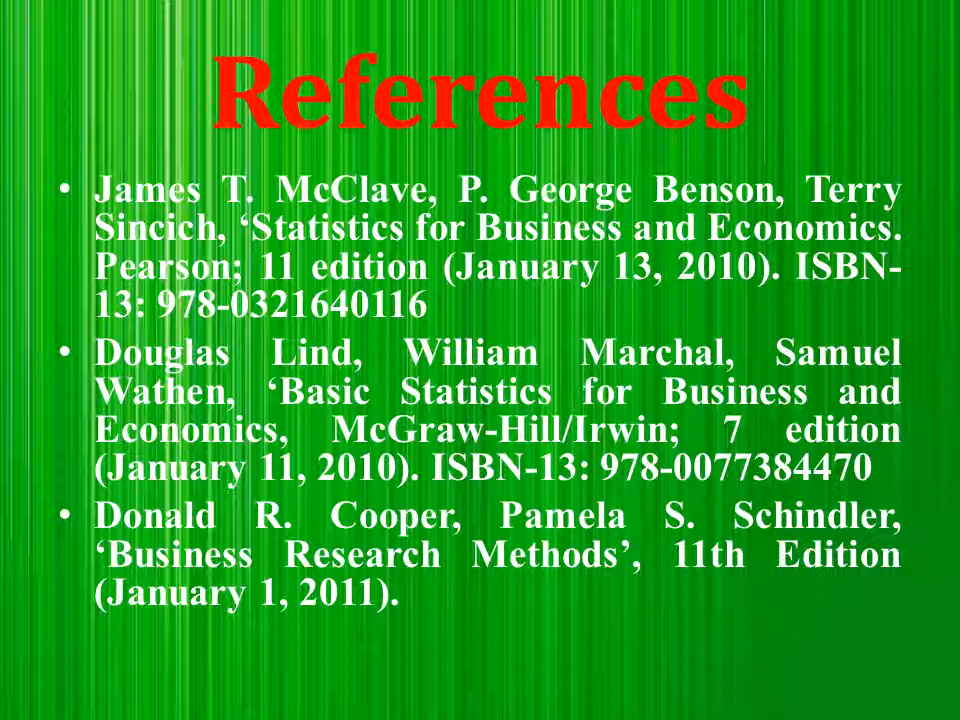 References
• James T. McClave, P. George Benson, Terry
Sincich, ‘Statistics for Business and Economics.
Pearson; 11 edition (January 13, 2010). ISBN-
13: 978-0321640116
• Douglas Lind, William Marchal, Samuel
Wathen, ‘Basic Statistics for Business and
Economics, McGraw-Hill/Irwin; 7 edition
(January 11, 2010). ISBN-13: 978-0077384470
• Donald R. Cooper, Pamela S. Schindler,
‘Business Research Methods’, 11th Edition
(January 1, 2011).